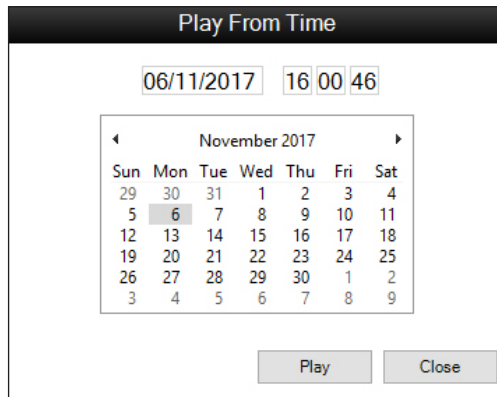 Play From Time
06/11/2017 16 00 46
November 2017
Sun Mon Tue Wed Thu Fri Sat
29 30 31 1 2 3 4
5 6 7 8 9 10 11
12 13 14 15 16 17 18
19 20 21 22 23 24 25
26 27 28 29 30 1 2
3 4 5 6 7 8 9
Play Close